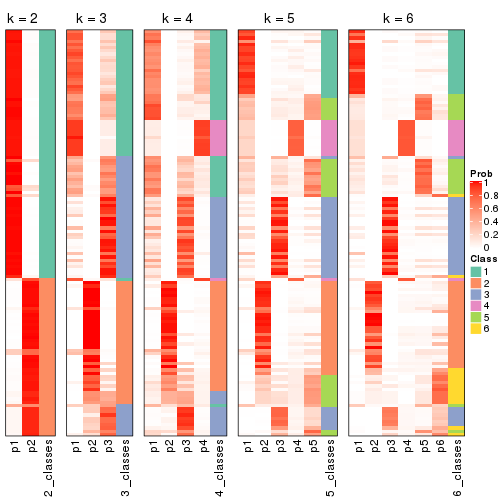 k = 2
k = 3
k = 4
k = 5
k = 6
p1
p2
2_classes
p1
p2
p3
3_classes
p1
p2
p3
p4
4_classes
p1
p2
p3
p4
p5
5_classes
p1
p2
p3
p4
p5
p6
6_classes
Prob
1
0.8
0.6
0.4
0.2
0
Class
1
2
3
4
5
6